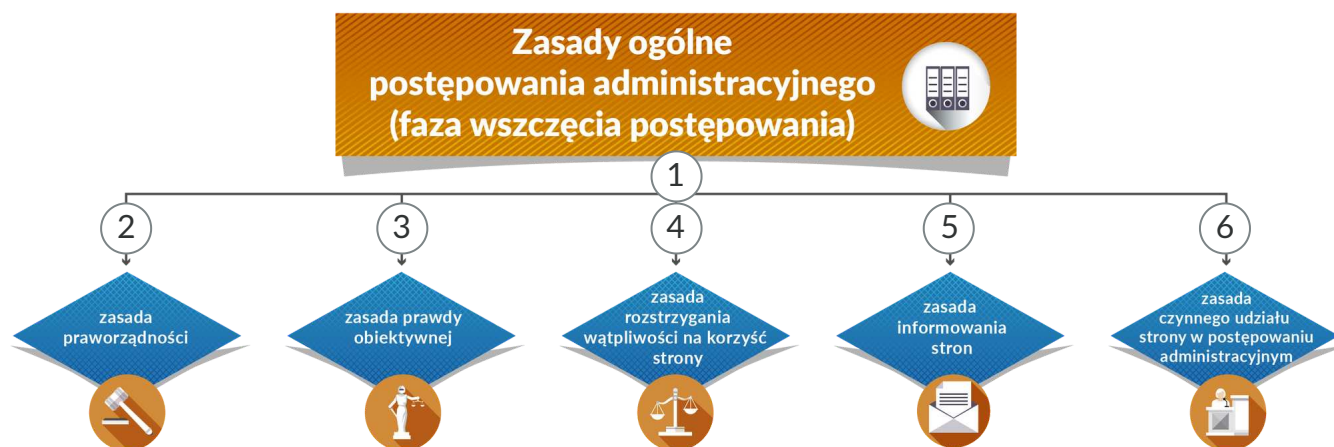 Zasady ogólne
postępowania administracyjnego
(faza wszczęcia postępowania)
1
2
3
4
5
6
zasada
praworządności
zasada prawdy
obiektywnej
zasada
rozstrzygania
wątpliwości na korzyść
strony
zasada
informowania
stron
zasada
czynnego udziału
strony w postępowaniu
administracyjnym